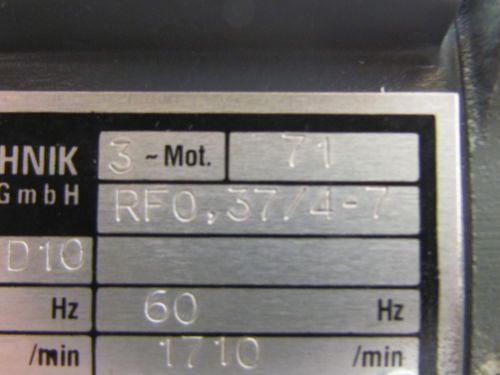 HNIK 3 ~ Mot. 71
GmbH RF0,37/4-7
D10
Hz 60 Hz
/min 1710 /min